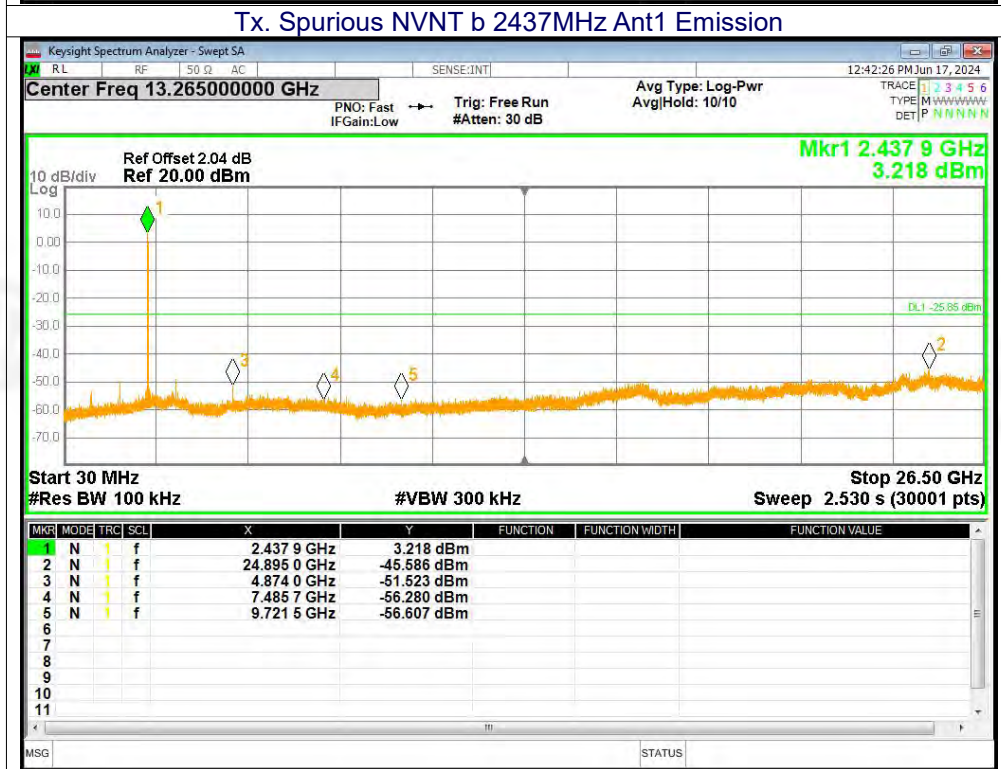 Tx. Spurious NVNT b 2437MHz Ant1 Emission
Keysight Spectrum Analyzer - Swept SA
LXI RL RF 50 Ω AC SENSE:INT 12:42:26 PM Jun 17, 2024
Center Freq 13.265000000 GHz
PNO: Fast
IFGain:Low
Trig: Free Run
#Atten: 30 dB
Avg Type: Log-Pwr
Avg|Hold: 10/10
TRACE 1 2 3 4 5 6
TYPE M WWWWW
DET P N N N N N
Mkr1 2.437 9 GHz
3.218 dBm
Ref Offset 2.04 dB
10 dB/div Ref 20.00 dBm
Log
10.0
0.00
-10.0
-20.0
-30.0
-40.0
-50.0
-60.0
-70.0
1
DL1 -25.85 dBm
2
3
4
5
Start 30 MHz Stop 26.50 GHz
#Res BW 100 kHz #VBW 300 kHz Sweep 2.530 s (30001 pts)
MKR MODE TRC SCL X Y FUNCTION FUNCTION WIDTH FUNCTION VALUE
1 N 1 f 2.437 9 GHz 3.218 dBm
2 N 1 f 24.895 0 GHz -45.586 dBm
3 N 1 f 4.874 0 GHz -51.523 dBm
4 N 1 f 7.485 7 GHz -56.280 dBm
5 N 1 f 9.721 5 GHz -56.607 dBm
6
7
8
9
10
11
MSG STATUS